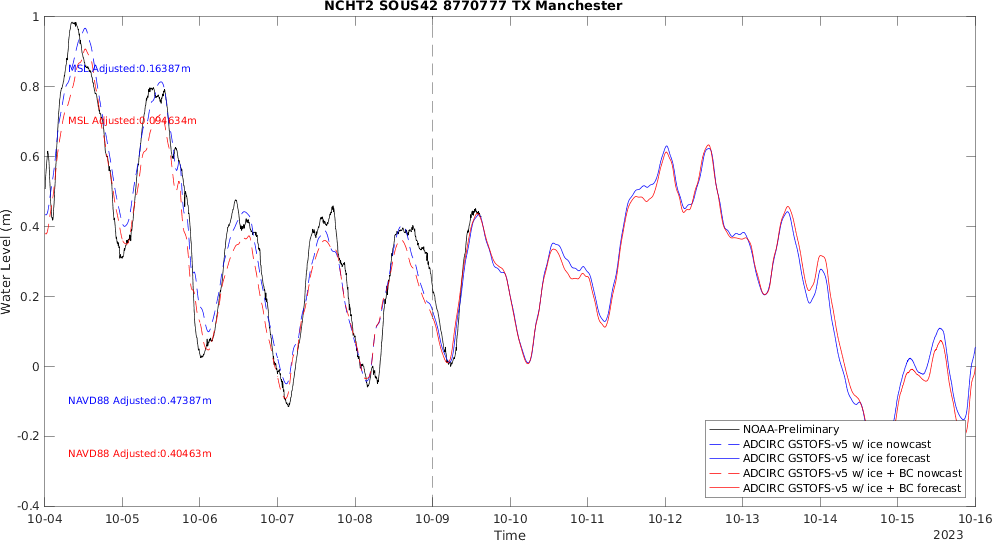 NCHT2 SOUS42 8770777 TX Manchester
1
0.8
0.6
0.4
0.2
0
-0.2
-0.4
Water Level (m)
MSL Adjusted:0.16387m
MSL Adjusted:0.094634m
NAVD88 Adjusted:0.47387m
NAVD88 Adjusted:0.40463m
NOAA-Preliminary
ADCIRC GSTOFS-v5 w/ ice nowcast
ADCIRC GSTOFS-v5 w/ ice forecast
ADCIRC GSTOFS-v5 w/ ice + BC nowcast
ADCIRC GSTOFS-v5 w/ ice + BC forecast
10-04 10-05 10-06 10-07 10-08 10-09 10-10 10-11 10-12 10-13 10-14 10-15 10-16
Time
2023